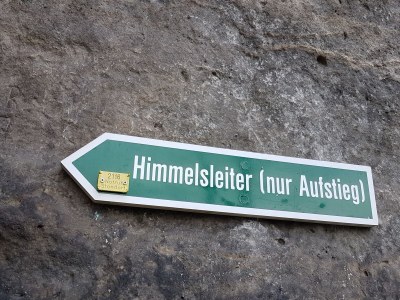 Himmelsleiter (nur Aufstieg)